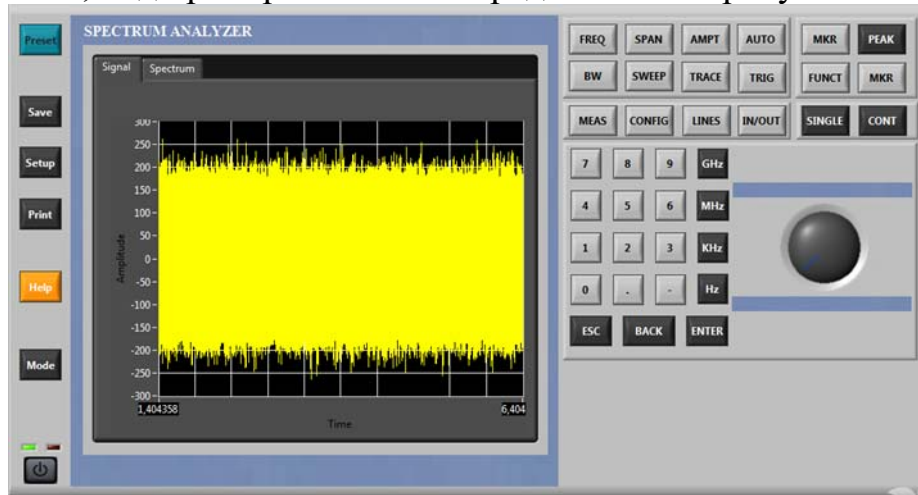 Preset
SPECTRUM ANALYZER
Signal Spectrum
FREQ SPAN AMPT AUTO MKR PEAK
BW SWEEP TRACE TRIG FUNCT MKR
MEAS CONFIG LINES IN/OUT SINGLE CONT
Save
Setup
Print
Help
Mode
300
250
200
150
100
50
0
-50
-100
-150
-200
-250
-300
Amplitude
1,404358 6,404
Time
7 8 9 GHz
4 5 6 MHz
1 2 3 KHz
0 . - Hz
ESC BACK ENTER